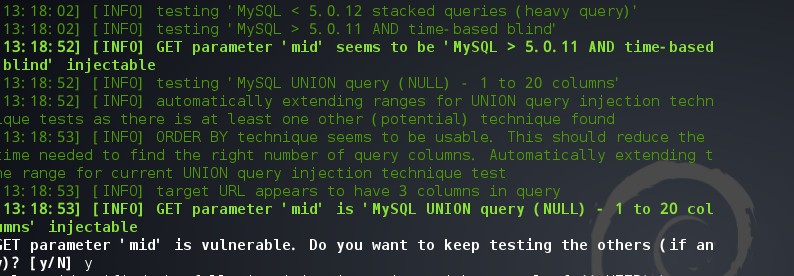 13:18:02] [INFO] testing 'MySQL < 5.0.12 stacked queries (heavy query)'
13:18:02] [INFO] testing 'MySQL > 5.0.11 AND time-based blind'
13:18:52] [INFO] GET parameter 'mid' seems to be 'MySQL > 5.0.11 AND time-based
blind' injectable
13:18:52] [INFO] testing 'MySQL UNION query (NULL) - 1 to 20 columns'
13:18:52] [INFO] automatically extending ranges for UNION query injection techn
ique tests as there is at least one other (potential) technique found
13:18:53] [INFO] ORDER BY technique seems to be usable. This should reduce the
time needed to find the right number of query columns. Automatically extending t
he range for current UNION query injection technique test
13:18:53] [INFO] target URL appears to have 3 columns in query
13:18:53] [INFO] GET parameter 'mid' is 'MySQL UNION query (NULL) - 1 to 20 col
umns' injectable
GET parameter 'mid' is vulnerable. Do you want to keep testing the others (if an
y)? [y/N] y